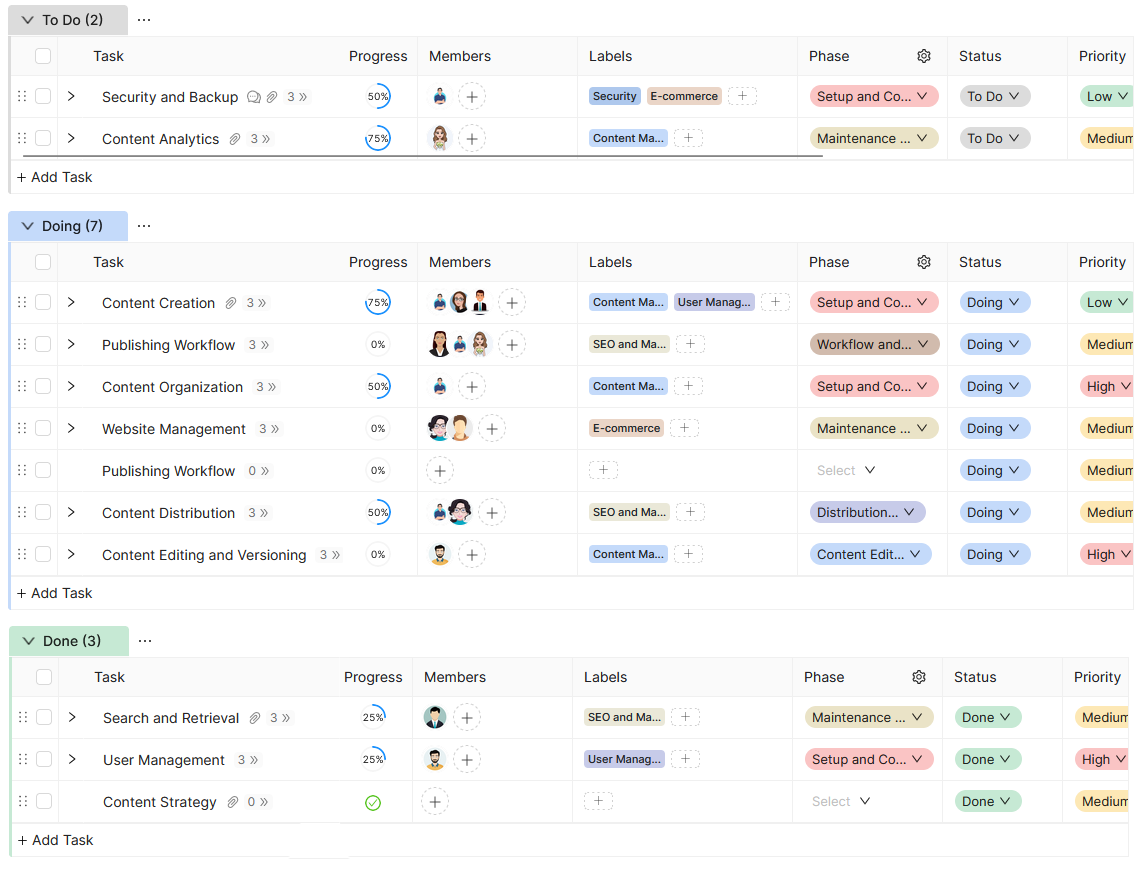 To Do (2) ...
Task Progress Members Labels Phase Status Priority
Security and Backup 3 » 50% + Security E-commerce + Setup and Co... To Do Low
Content Analytics 3 » 75% + Content Ma... + Maintenance ... To Do Medium
+ Add Task
Doing (7) ...
Task Progress Members Labels Phase Status Priority
Content Creation 3 » 75% + Content Ma... User Manag... + Setup and Co... Doing Low
Publishing Workflow 3 » 0% + SEO and Ma... + Workflow and... Doing Medium
Content Organization 3 » 50% + Content Ma... + Setup and Co... Doing High
Website Management 3 » 0% + E-commerce + Maintenance ... Doing Medium
Publishing Workflow 0 » 0% + + Select Doing Medium
Content Distribution 3 » 50% + SEO and Ma... + Distribution... Doing Medium
Content Editing and Versioning 3 » 0% + Content Ma... + Content Edit... Doing High
+ Add Task
Done (3) ...
Task Progress Members Labels Phase Status Priority
Search and Retrieval 3 » 25% + SEO and Ma... + Maintenance ... Done Medium
User Management 3 » 25% + User Manag... + Setup and Co... Done High
Content Strategy 0 » + + Select Done Medium
+ Add Task